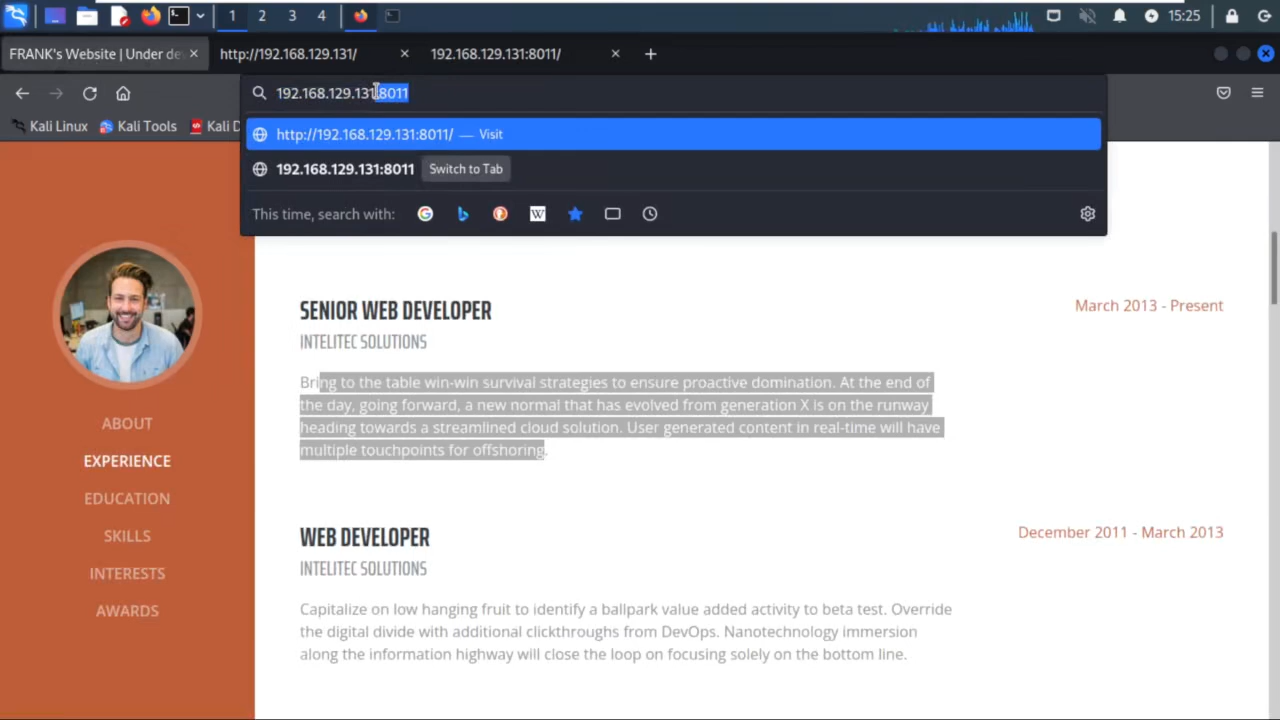 1 2 3 4 15:25
FRANK's Website | Under de http://192.168.129.131/ 192.168.129.131:8011/
192.168.129.131:8011
Kali Linux Kali Tools Kali D
http://192.168.129.131:8011/ — Visit
192.168.129.131:8011 Switch to Tab
This time, search with:
SENIOR WEB DEVELOPER
March 2013 - Present
INTELITEC SOLUTIONS
Bring to the table win-win survival strategies to ensure proactive domination. At the end of
the day, going forward, a new normal that has evolved from generation X is on the runway
heading towards a streamlined cloud solution. User generated content in real-time will have
multiple touchpoints for offshoring.
ABOUT
EXPERIENCE
EDUCATION
SKILLS
INTERESTS
AWARDS
WEB DEVELOPER
December 2011 - March 2013
INTELITEC SOLUTIONS
Capitalize on low hanging fruit to identify a ballpark value added activity to beta test. Override
the digital divide with additional clickthroughs from DevOps. Nanotechnology immersion
along the information highway will close the loop on focusing solely on the bottom line.